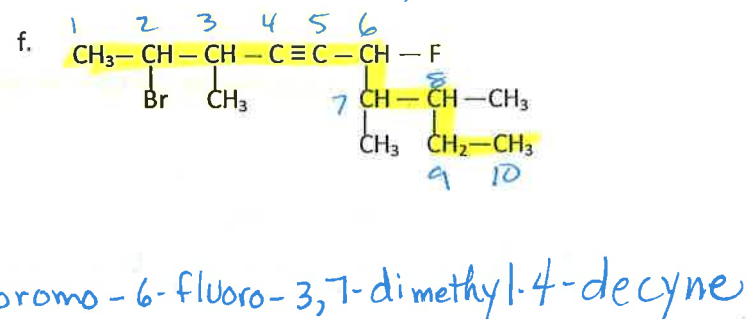 1 2 3 4 5 6
f. CH3–CH–CH–C≡C–CH–F
8
Br CH3 7 CH–CH–CH3
CH3 CH2–CH3
9 10
oromo-6-fluoro-3,7-dimethyl-4-decyne